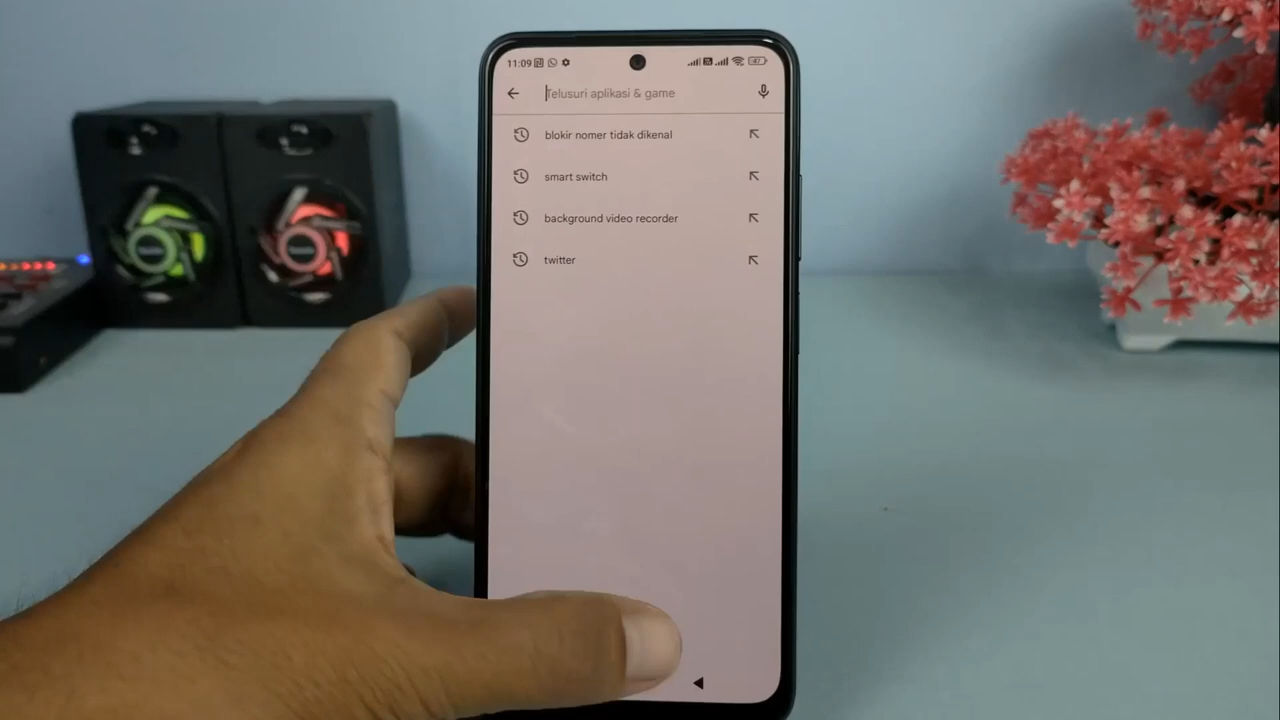 11:09
Telusuri aplikasi & game
blokir nomer tidak dikenal
smart switch
background video recorder
twitter